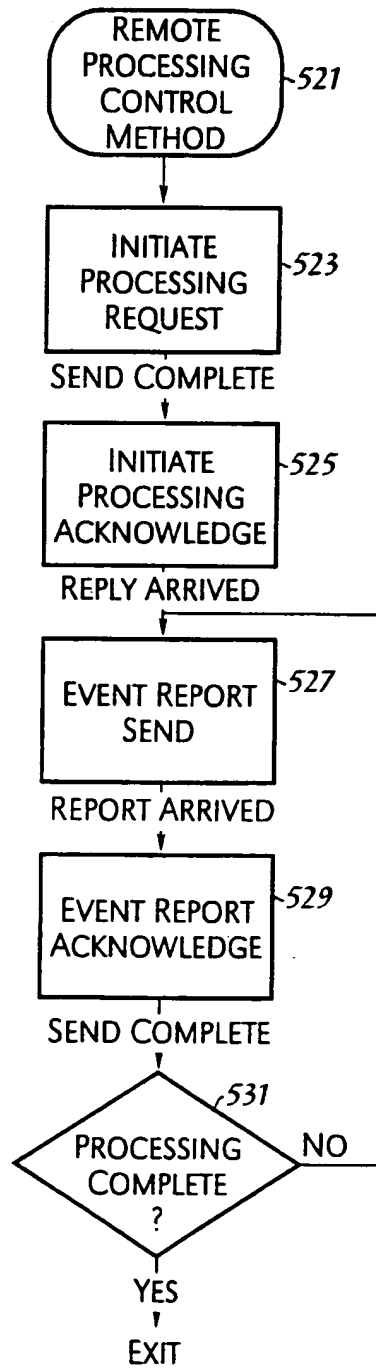 REMOTE
PROCESSING
CONTROL
METHOD
521
INITIATE
PROCESSING
REQUEST
523
SEND COMPLETE
INITIATE
PROCESSING
ACKNOWLEDGE
525
REPLY ARRIVED
EVENT REPORT
SEND
527
REPORT ARRIVED
EVENT REPORT
ACKNOWLEDGE
529
SEND COMPLETE
531
PROCESSING
COMPLETE
?
NO
YES
EXIT